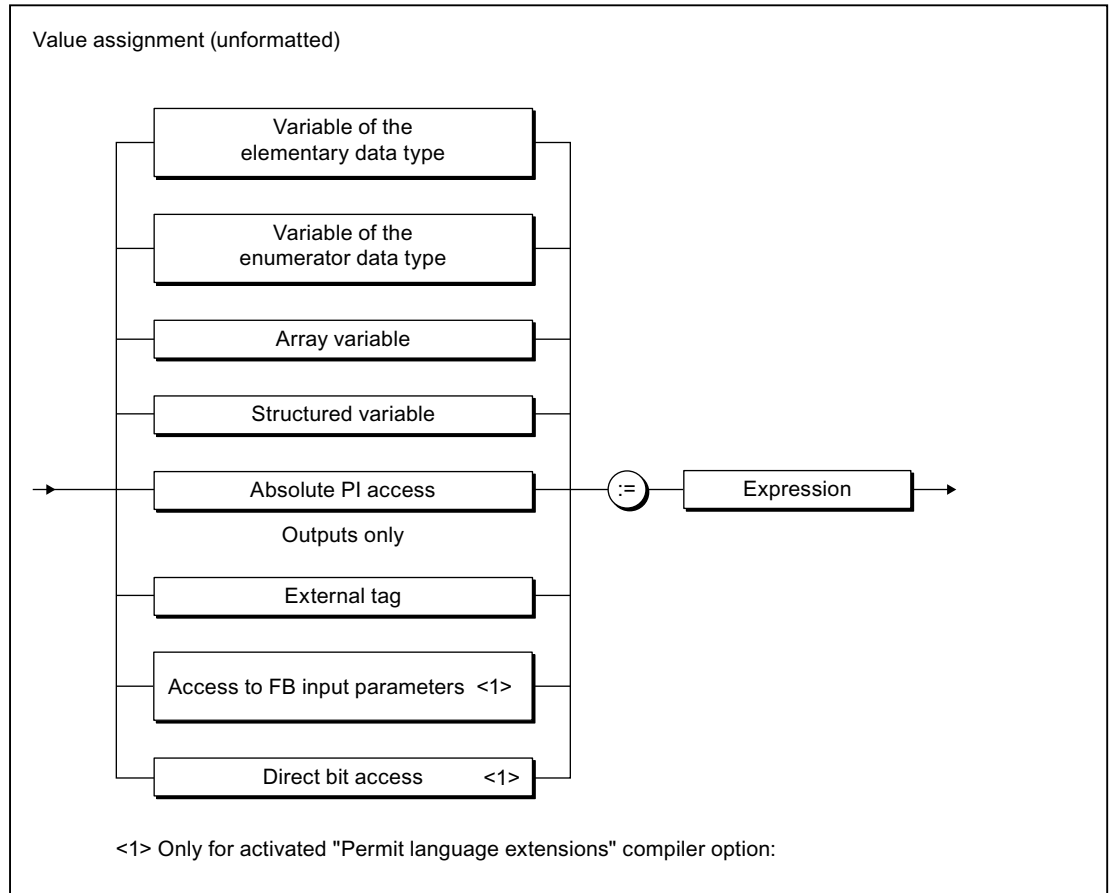 Value assignment (unformatted)
Variable of the
elementary data type
Variable of the
enumerator data type
Array variable
Structured variable
Absolute PI access
:=
Expression
Outputs only
External tag
Access to FB input parameters <1>
Direct bit access <1>
<1> Only for activated "Permit language extensions" compiler option: